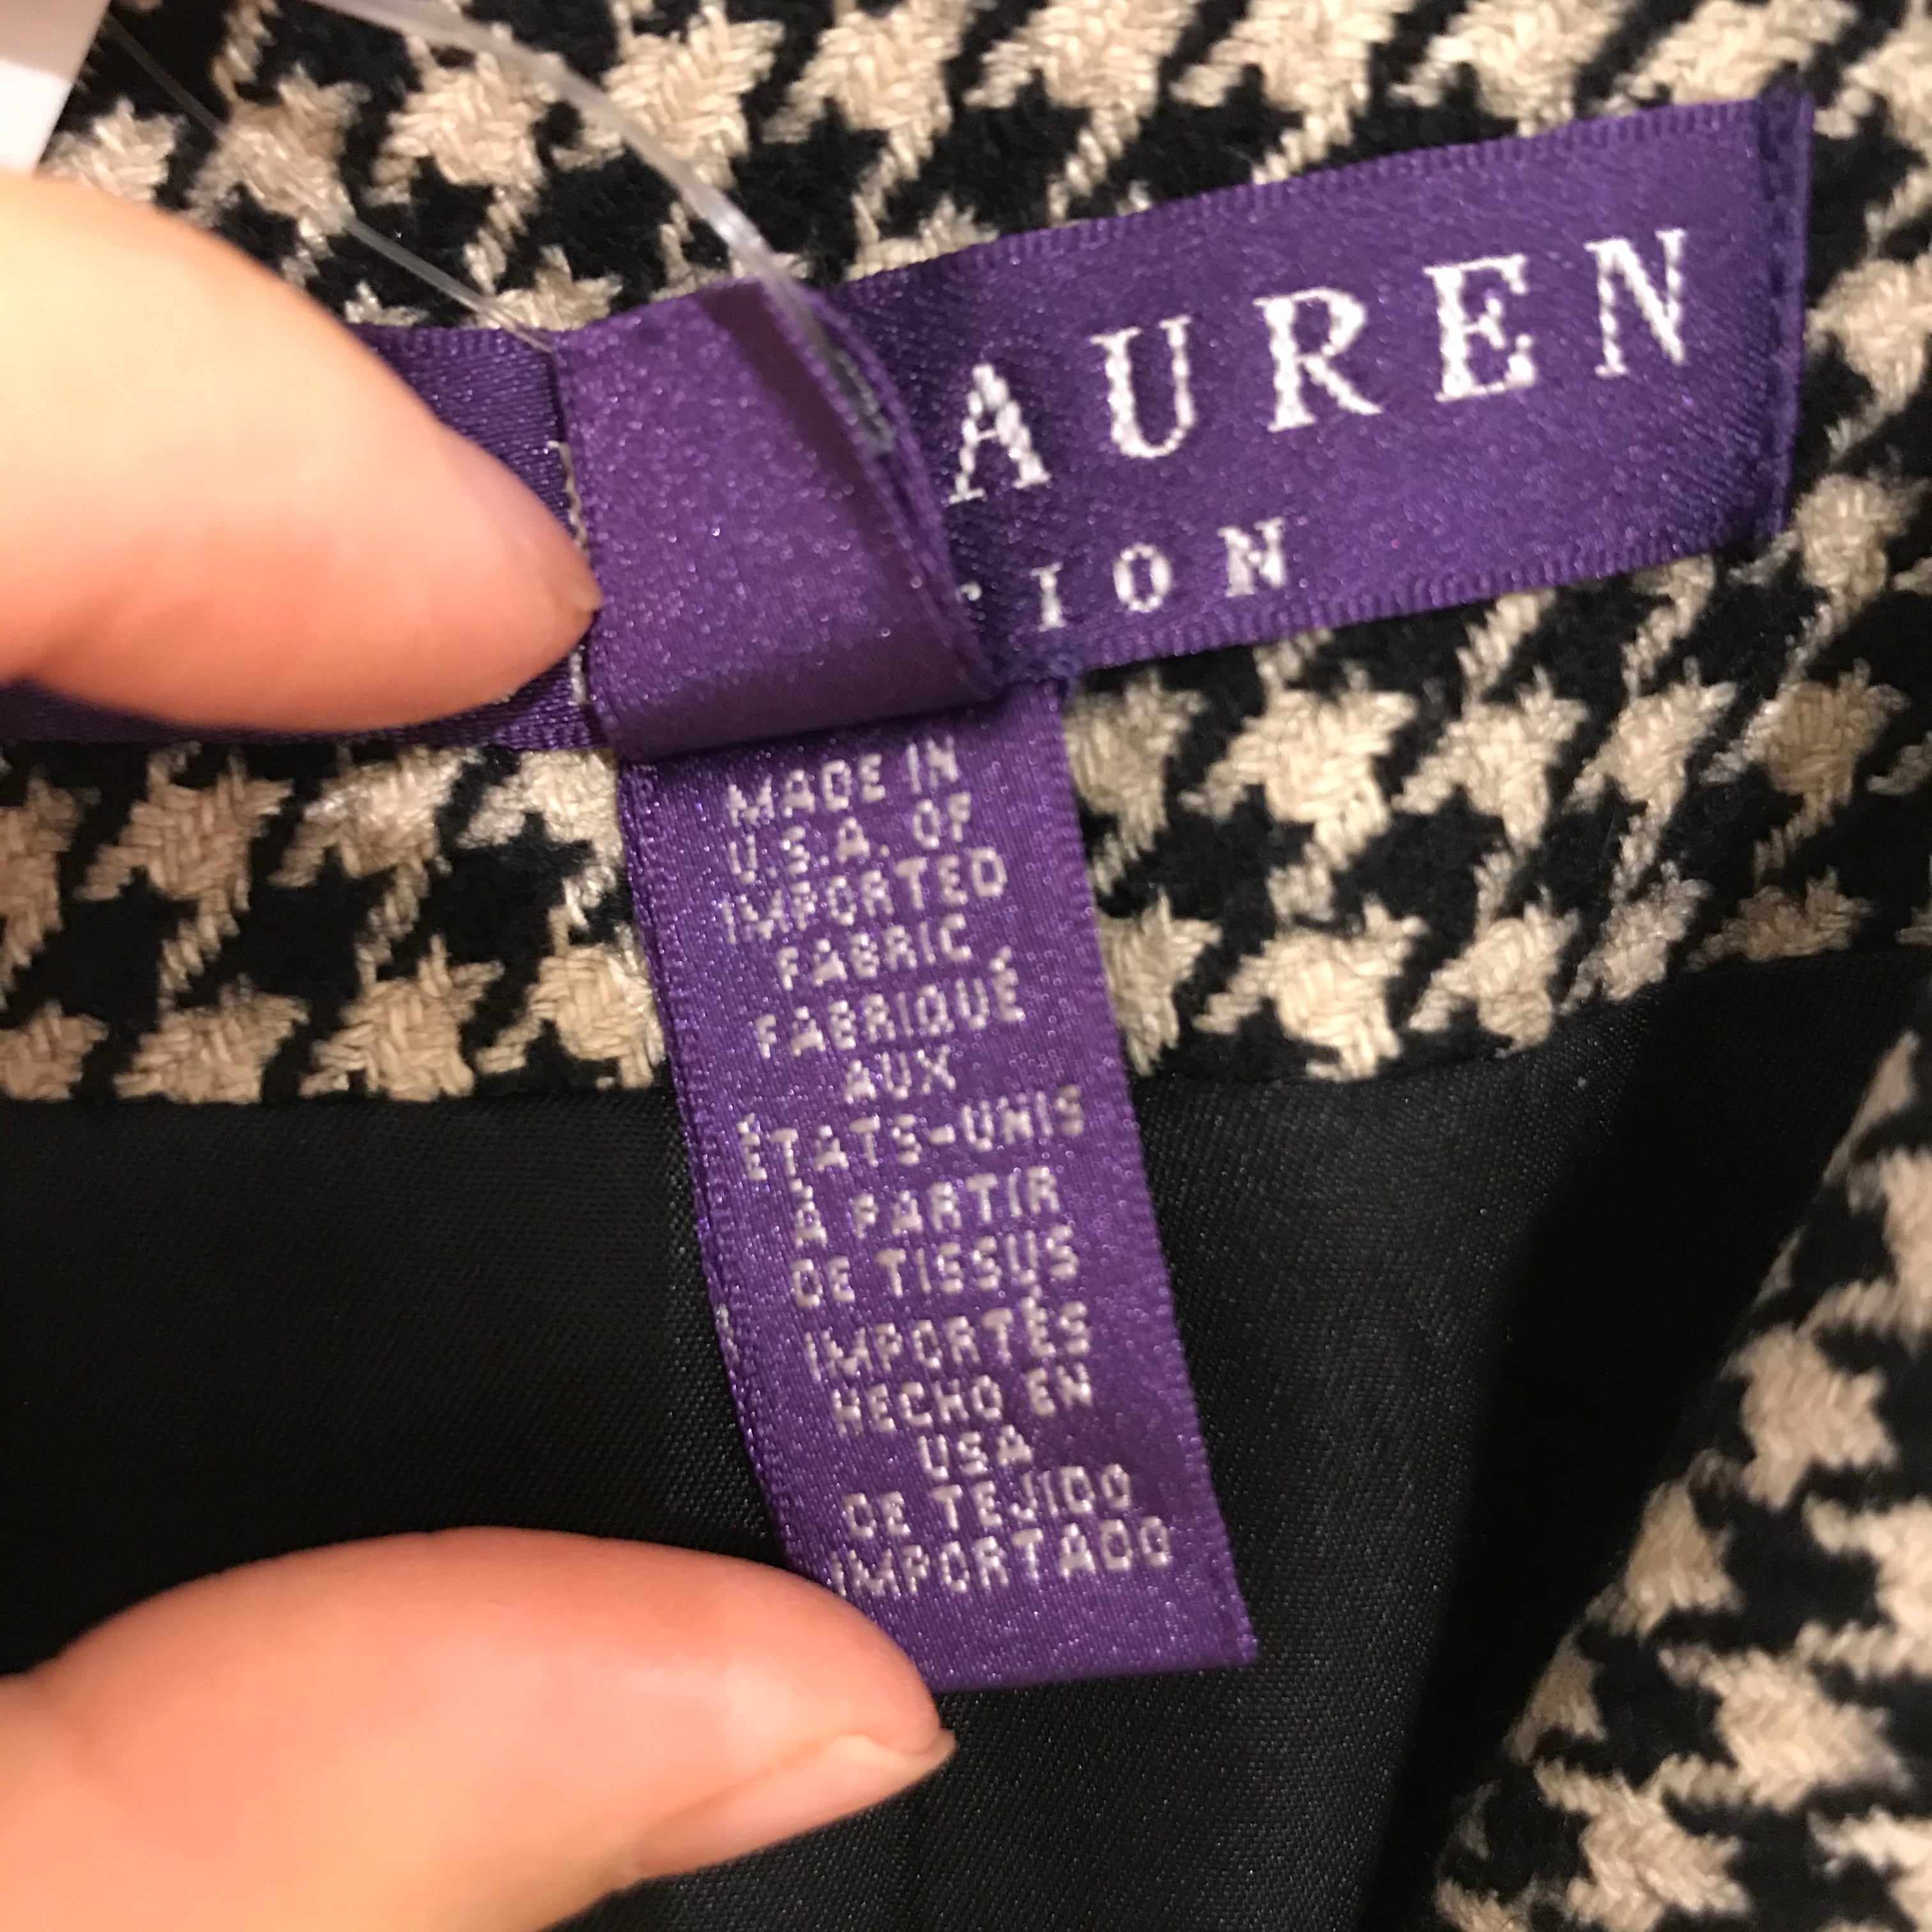 AUREN
TION
MADE IN
U.S.A. OF
IMPORTED
FABRIC
FABRIQUÉ
AUX
ÉTATS-UNIS
À PARTIR
DE TISSUS
IMPORTÉS
HECHO EN
USA
DE TEJIDO
IMPORTADO